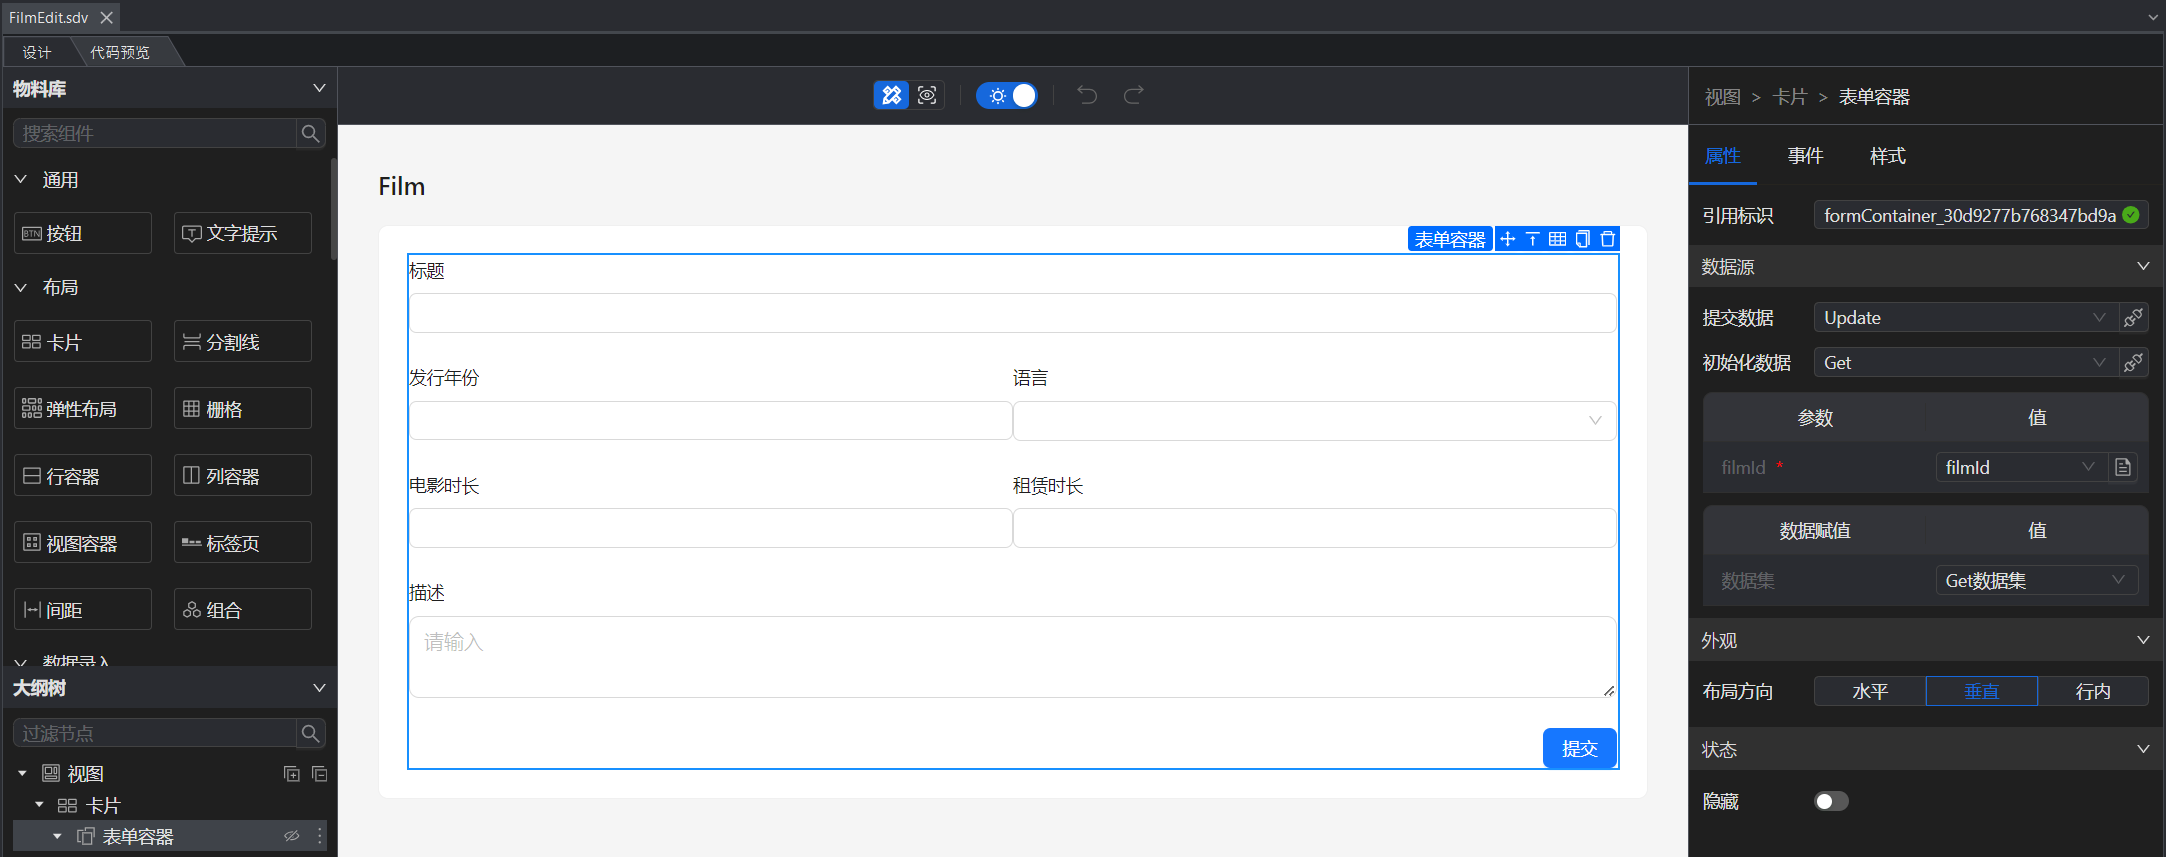 FilmEdit.sdv
设计
代码预览
物料库
搜索组件
通用
BTN 按钮
T 文字提示
布局
卡片
分割线
弹性布局
栅格
行容器
列容器
视图容器
标签页
间距
组合
数据录入
大纲树
过滤节点
视图
卡片
表单容器
Film
表单容器
标题
发行年份
语言
电影时长
租赁时长
描述
请输入
提交
视图 > 卡片 > 表单容器
属性
事件
样式
引用标识
formContainer_30d9277b768347bd9a
数据源
提交数据
Update
初始化数据
Get
参数
值
filmId *
filmId
数据赋值
值
数据集
Get数据集
外观
布局方向
水平
垂直
行内
状态
隐藏